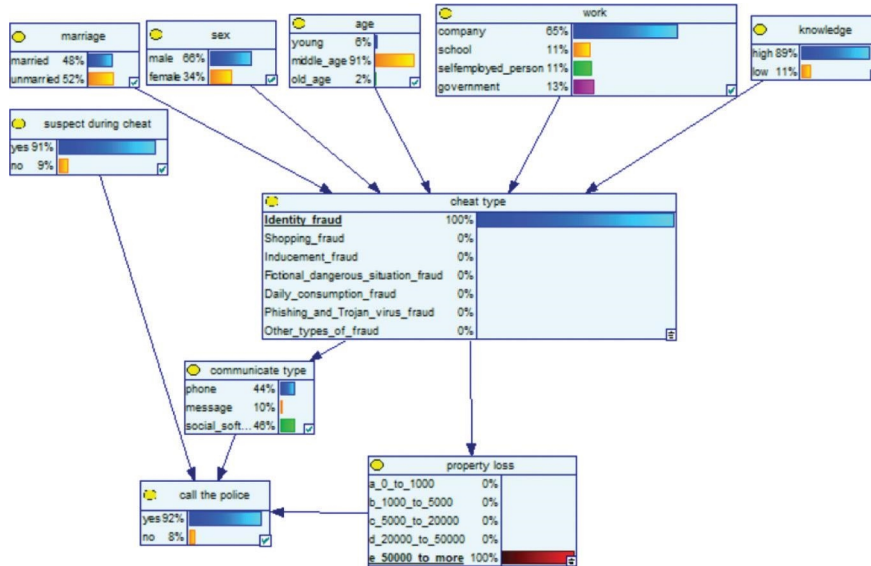 marriage
married 48%
unmarried 52%
sex
male 66%
female 34%
age
young 6%
middle_age 91%
old_age 2%
work
company 65%
school 11%
selfemployed_person 11%
government 13%
knowledge
high 89%
low 11%
suspect during cheat
yes 91%
no 9%
cheat type
Identity_fraud 100%
Shopping_fraud 0%
Inducement_fraud 0%
Fictional_dangerous_situation_fraud 0%
Daily_consumption_fraud 0%
Phishing_and_Trojan_virus_fraud 0%
Other_types_of_fraud 0%
communicate type
phone 44%
message 10%
social_soft... 46%
property loss
a_0_to_1000 0%
b_1000_to_5000 0%
c_5000_to_20000 0%
d_20000_to_50000 0%
e_50000_to_more 100%
call the police
yes 92%
no 8%